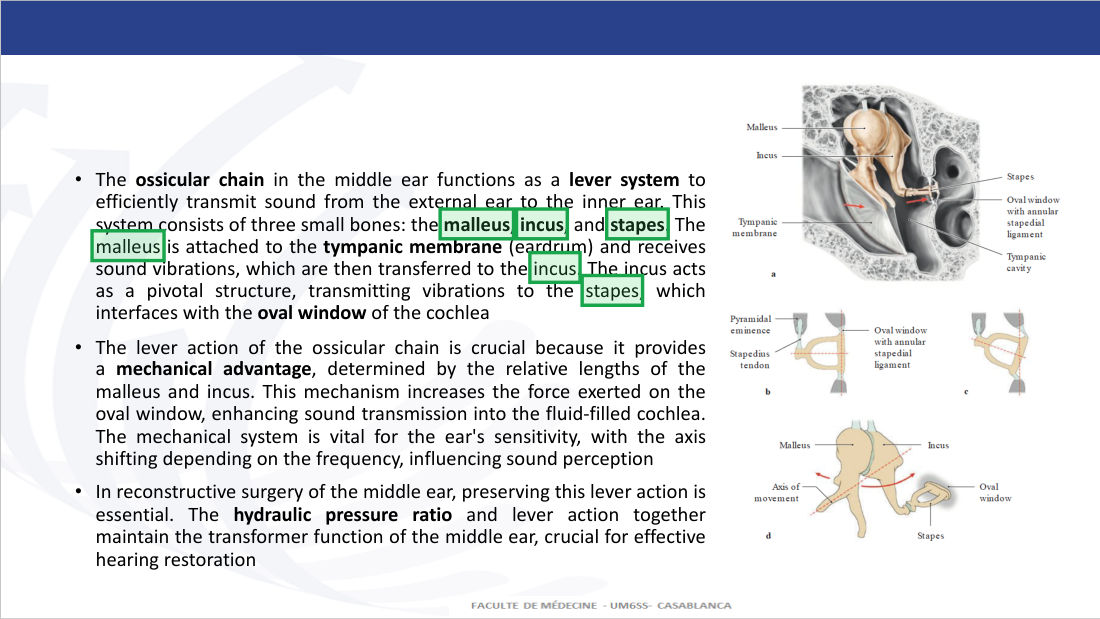 • The ossicular chain in the middle ear functions as a lever system to
efficiently transmit sound from the external ear to the inner ear. This
system consists of three small bones: the malleus, incus, and stapes. The
malleus is attached to the tympanic membrane (eardrum) and receives
sound vibrations, which are then transferred to the incus. The incus acts
as a pivotal structure, transmitting vibrations to the stapes, which
interfaces with the oval window of the cochlea
• The lever action of the ossicular chain is crucial because it provides
a mechanical advantage, determined by the relative lengths of the
malleus and incus. This mechanism increases the force exerted on the
oval window, enhancing sound transmission into the fluid-filled cochlea.
The mechanical system is vital for the ear's sensitivity, with the axis
shifting depending on the frequency, influencing sound perception
• In reconstructive surgery of the middle ear, preserving this lever action is
essential. The hydraulic pressure ratio and lever action together
maintain the transformer function of the middle ear, crucial for effective
hearing restoration
Malleus
Incus
Tympanic
membrane
Stapes
Oval window
with annular
stapedial
ligament
Tympanic
cavity
a
Pyramidal
eminence
Stapedius
tendon
Oval window
with annular
stapedial
ligament
b
c
Malleus
Incus
Axis of
movement
Oval
window
Stapes
d
FACULTE DE MÉDECINE - UM6SS- CASABLANCA